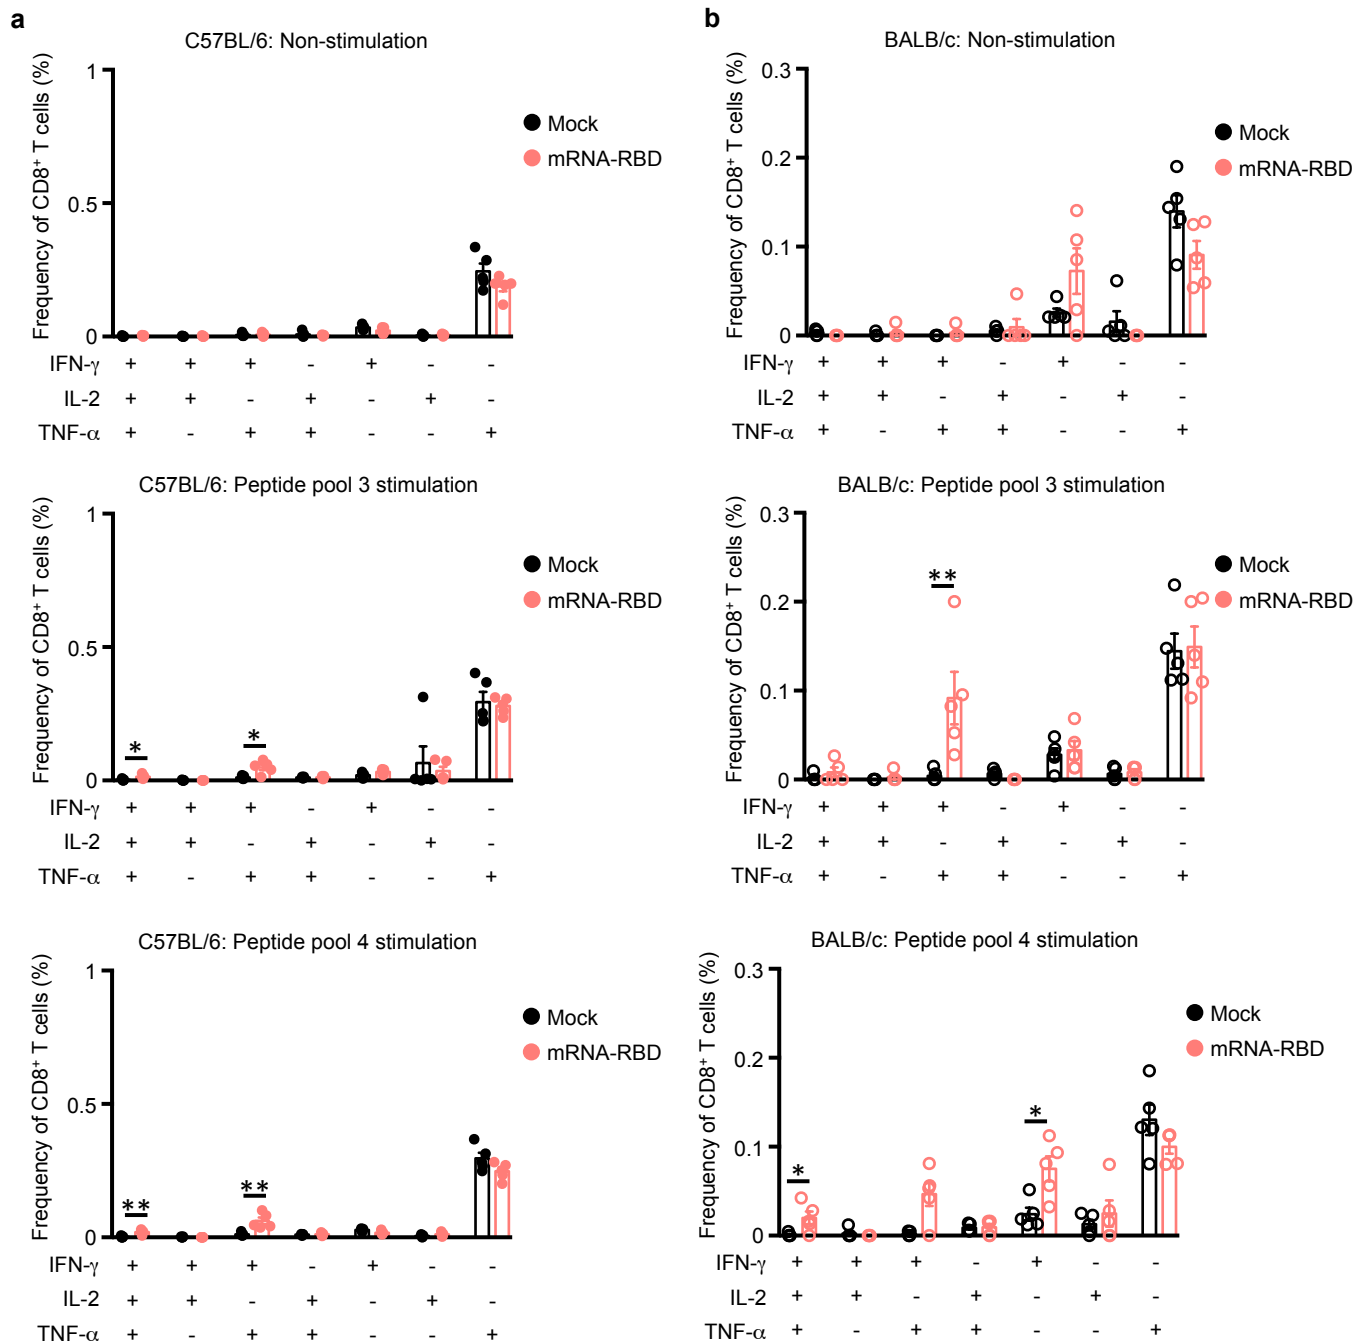 a
C57BL/6: Non-stimulation
Frequency of CD8⁺ T cells (%)
1
0.5
0
Mock
mRNA-RBD
IFN-γ + + + - + - -
IL-2 + + - + - + -
TNF-α + - + + - - +
C57BL/6: Peptide pool 3 stimulation
Frequency of CD8⁺ T cells (%)
1
0.5
0
* *
Mock
mRNA-RBD
IFN-γ + + + - + - -
IL-2 + + - + - + -
TNF-α + - + + - - +
C57BL/6: Peptide pool 4 stimulation
Frequency of CD8⁺ T cells (%)
1
0.5
0
** **
Mock
mRNA-RBD
IFN-γ + + + - + - -
IL-2 + + - + - + -
TNF-α + - + + - - +
b
BALB/c: Non-stimulation
Frequency of CD8⁺ T cells (%)
0.3
0.2
0.1
0
Mock
mRNA-RBD
IFN-γ + + + - + - -
IL-2 + + - + - + -
TNF-α + - + + - - +
BALB/c: Peptide pool 3 stimulation
Frequency of CD8⁺ T cells (%)
0.3
0.2
0.1
0
**
Mock
mRNA-RBD
IFN-γ + + + - + - -
IL-2 + + - + - + -
TNF-α + - + + - - +
BALB/c: Peptide pool 4 stimulation
Frequency of CD8⁺ T cells (%)
0.3
0.2
0.1
0
* *
Mock
mRNA-RBD
IFN-γ + + + - + - -
IL-2 + + - + - + -
TNF-α + - + + - - +